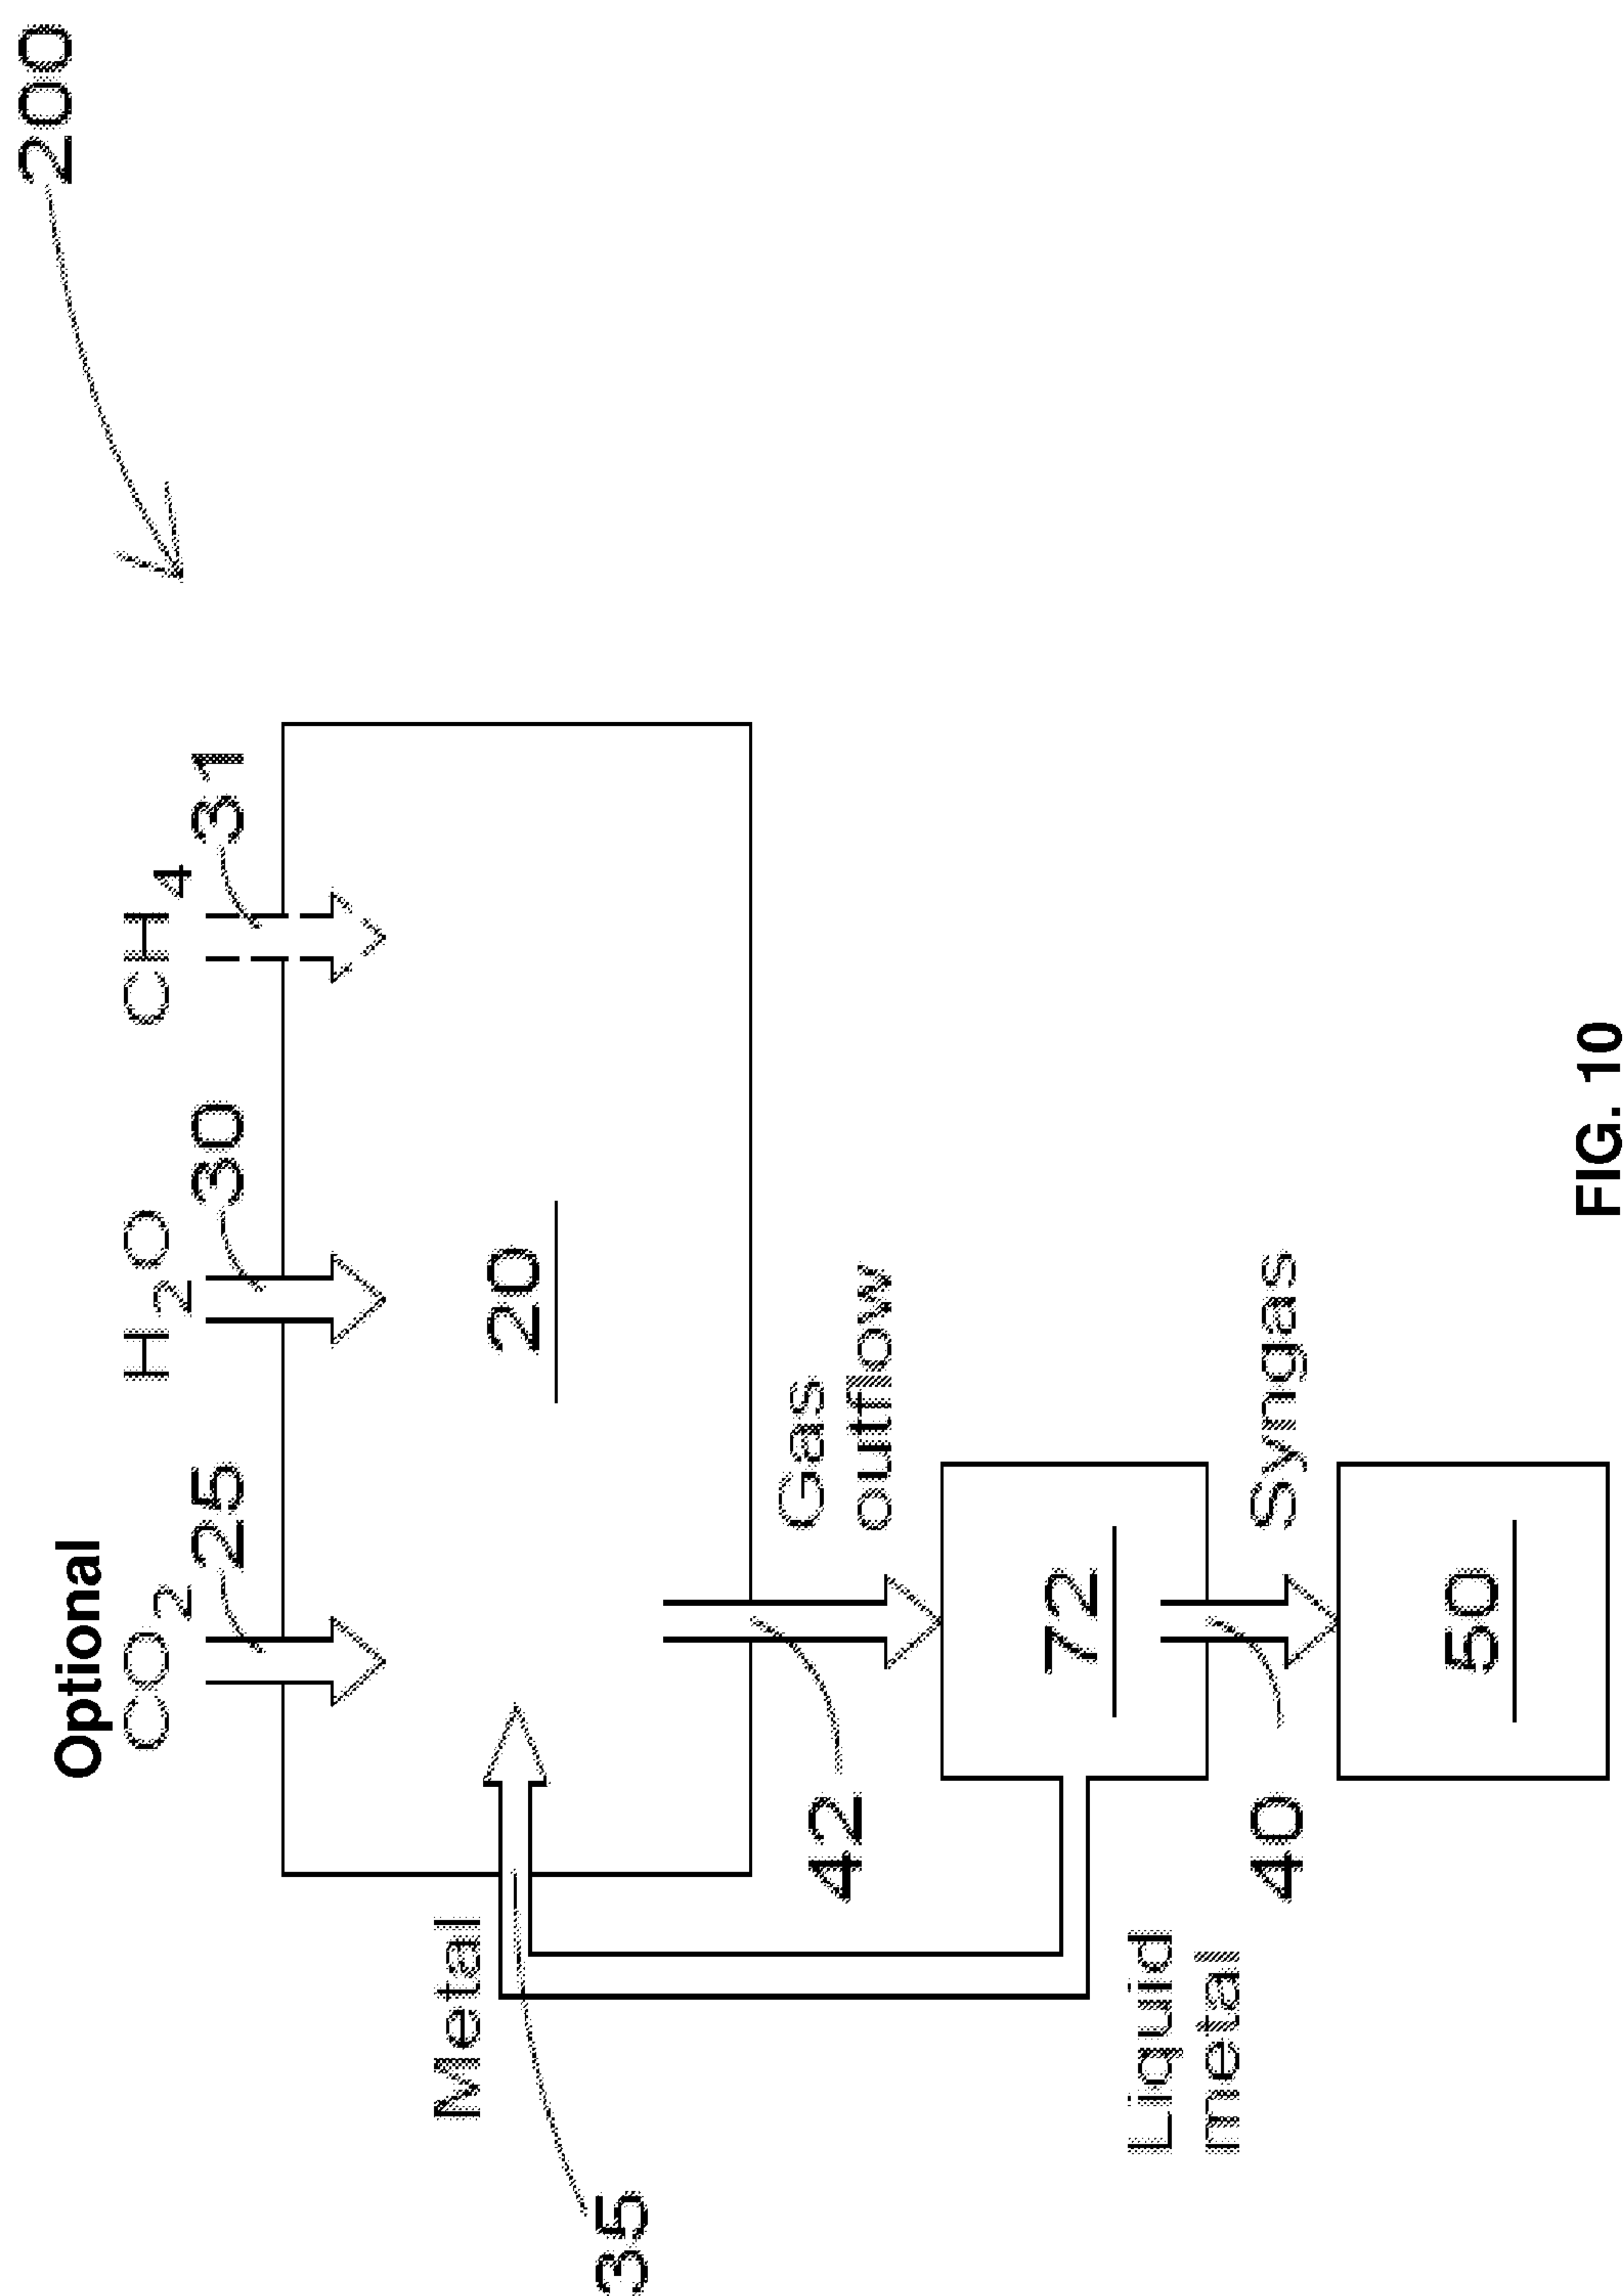 200
Optional
CO2
H2O
CH4
25
30
31
Metal
20
35
Gas
outflow
42
72
Liquid
metal
Syngas
40
50
FIG. 10